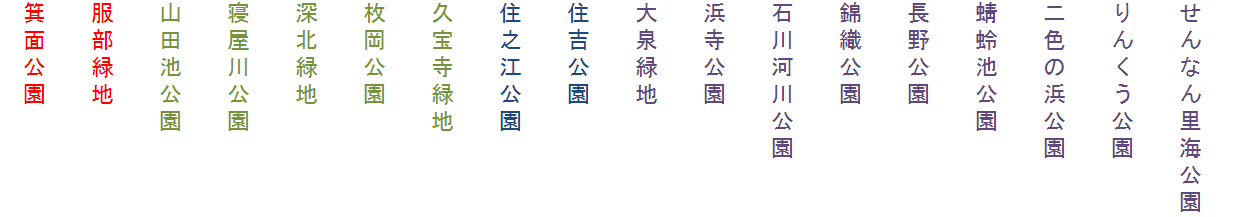 箕面公園
服部緑地
山田池公園
寝屋川公園
深北緑地
枚岡公園
久宝寺緑地
住之江公園
住吉公園
大泉緑地
浜寺公園
石川河川公園
錦織公園
長野公園
蜻蛉池公園
二色の浜公園
りんくう公園
せんなん里海公園